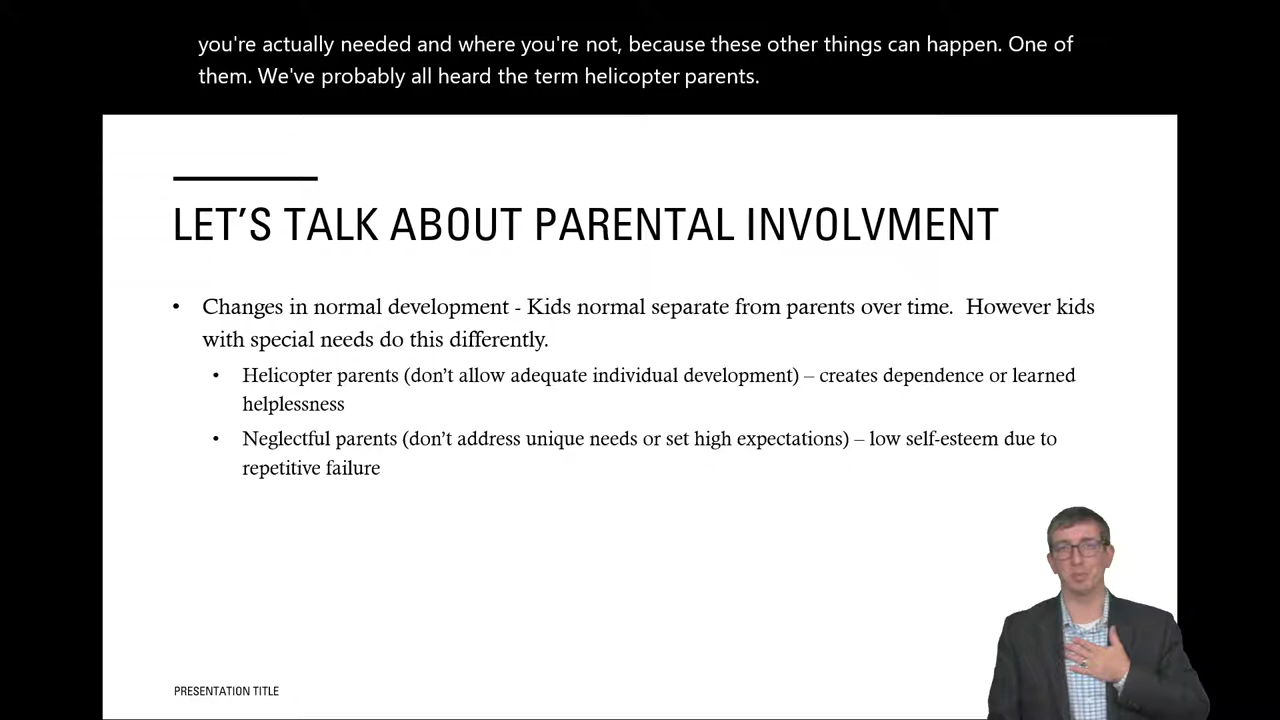 you're actually needed and where you're not, because these other things can happen. One of
them. We've probably all heard the term helicopter parents.
LET'S TALK ABOUT PARENTAL INVOLVMENT
• Changes in normal development - Kids normal separate from parents over time. However kids
with special needs do this differently.
• Helicopter parents (don't allow adequate individual development) – creates dependence or learned
helplessness
• Neglectful parents (don't address unique needs or set high expectations) – low self-esteem due to
repetitive failure
PRESENTATION TITLE